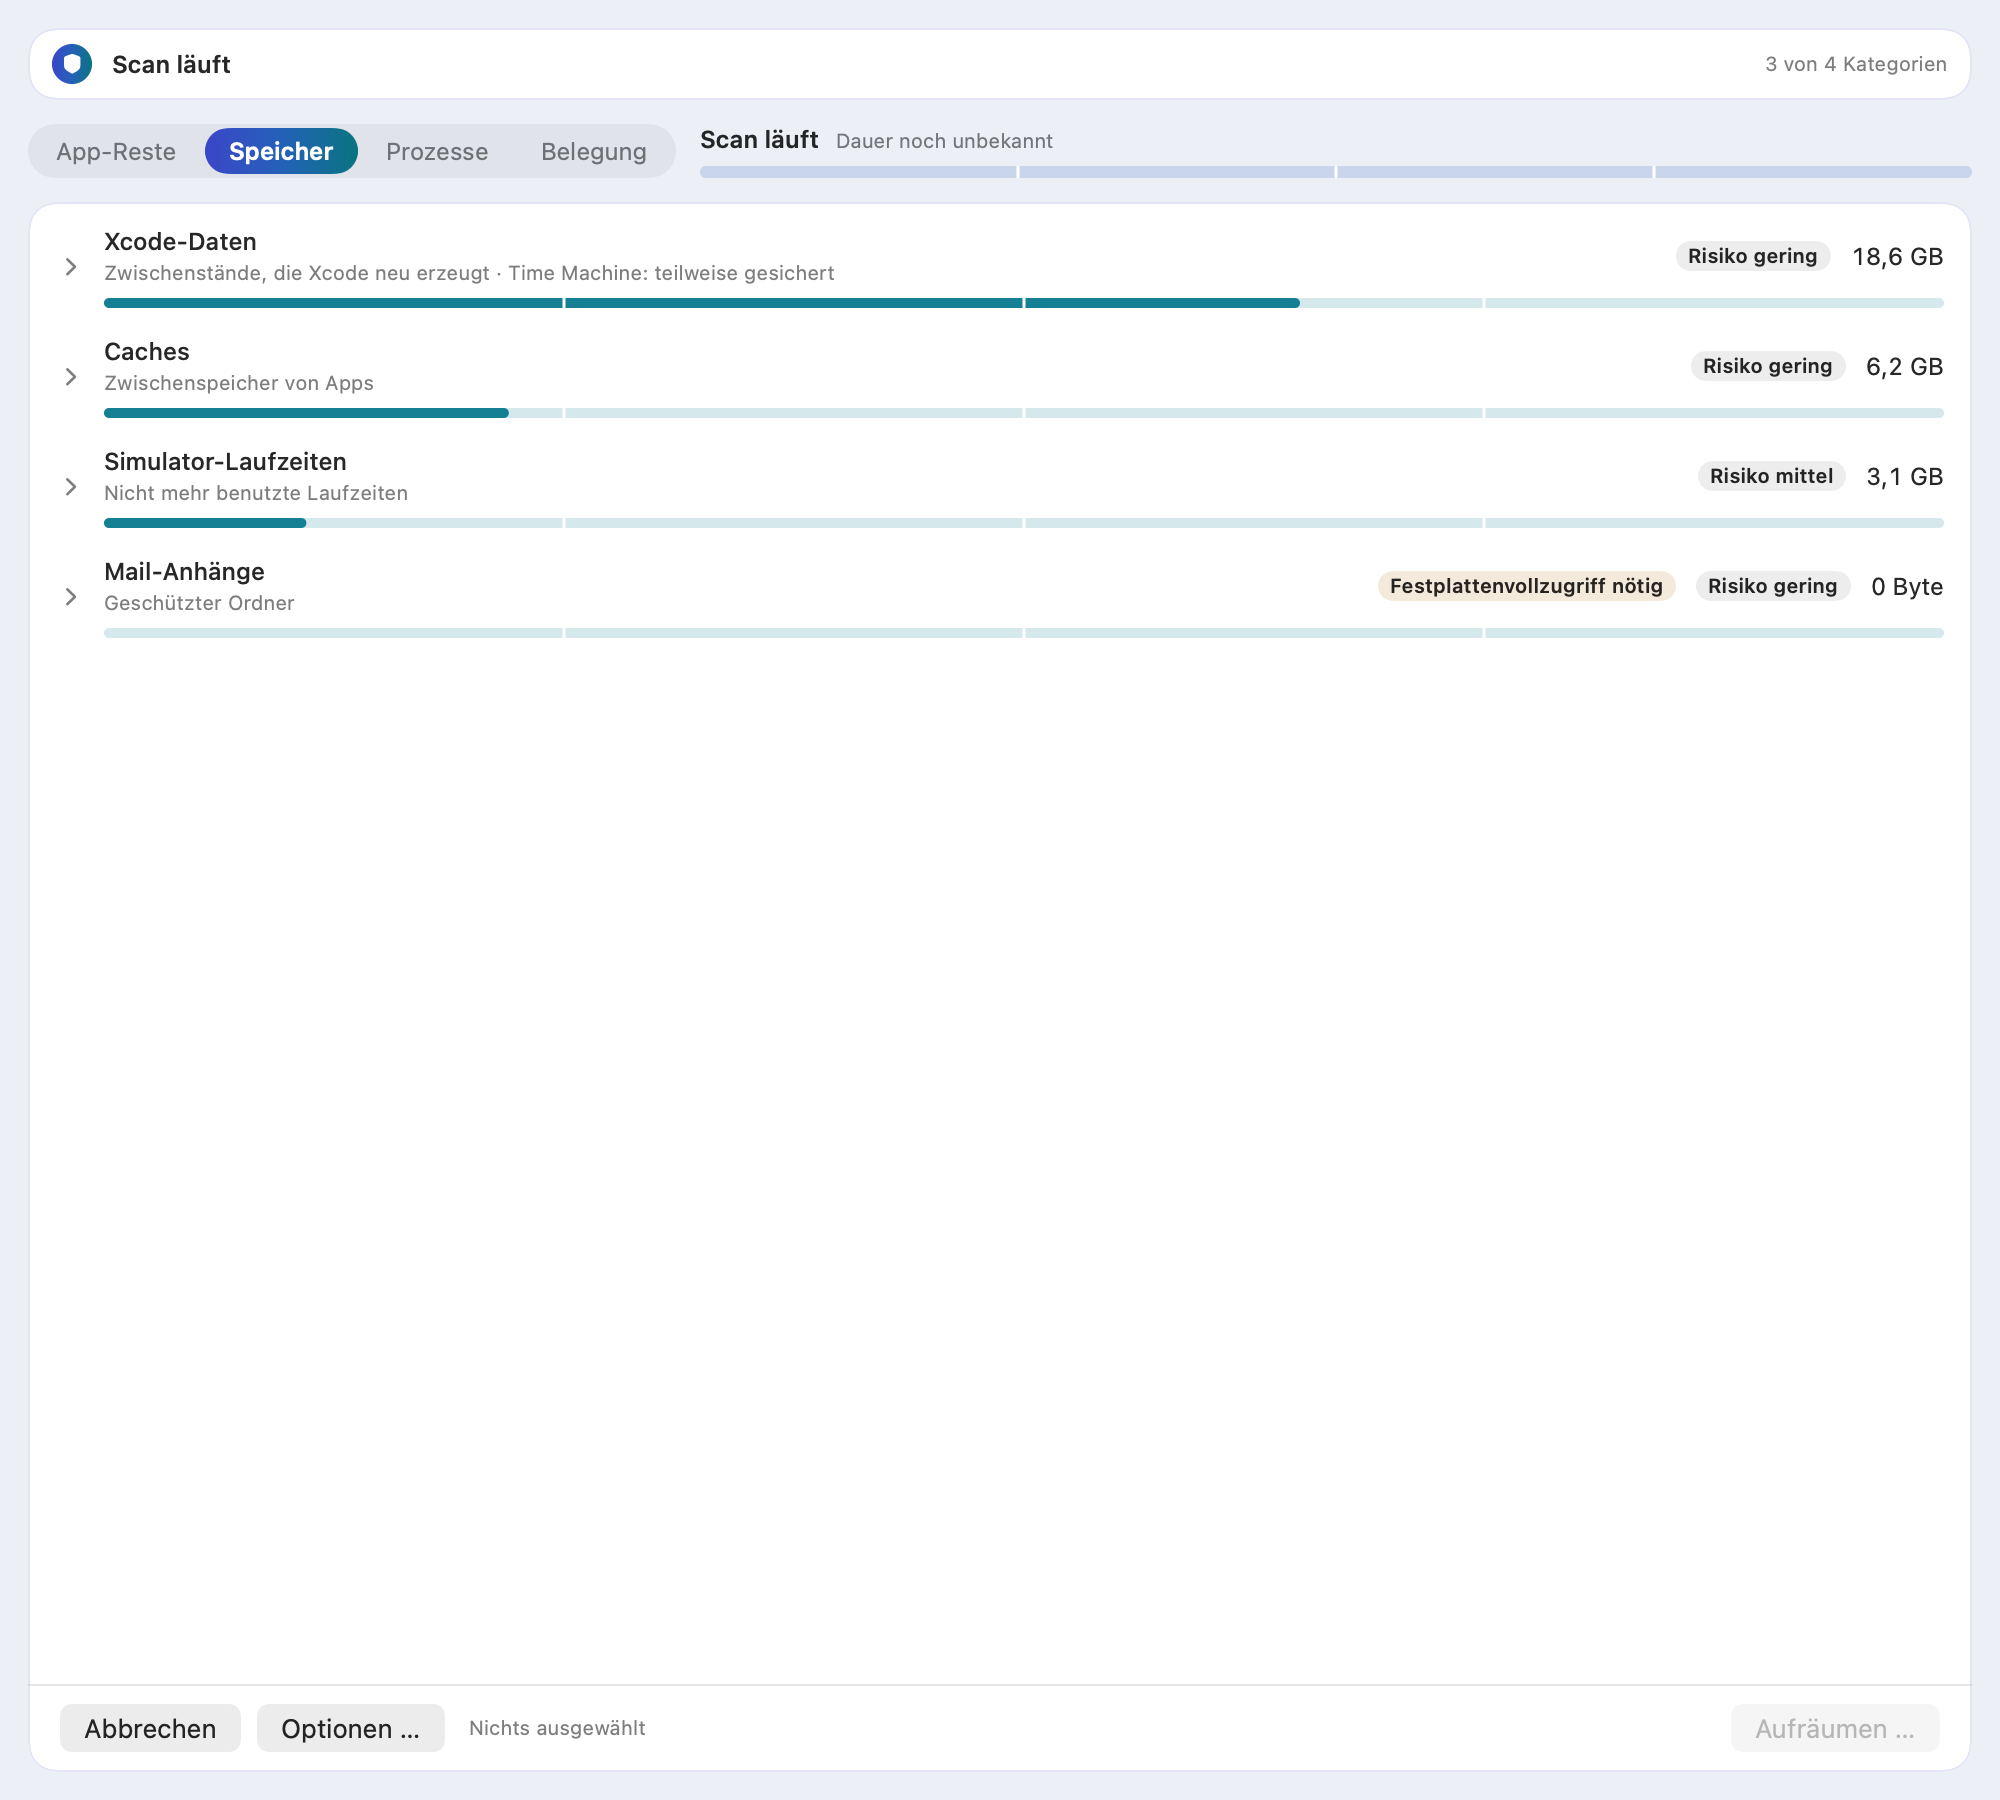 Scan läuft
3 von 4 Kategorien
App-Reste
Speicher
Prozesse
Belegung
Scan läuft Dauer noch unbekannt
Xcode-Daten
Zwischenstände, die Xcode neu erzeugt · Time Machine: teilweise gesichert
Risiko gering
18,6 GB
Caches
Zwischenspeicher von Apps
Risiko gering
6,2 GB
Simulator-Laufzeiten
Nicht mehr benutzte Laufzeiten
Risiko mittel
3,1 GB
Mail-Anhänge
Geschützter Ordner
Festplattenvollzugriff nötig
Risiko gering
0 Byte
Abbrechen
Optionen ...
Nichts ausgewählt
Aufräumen ...